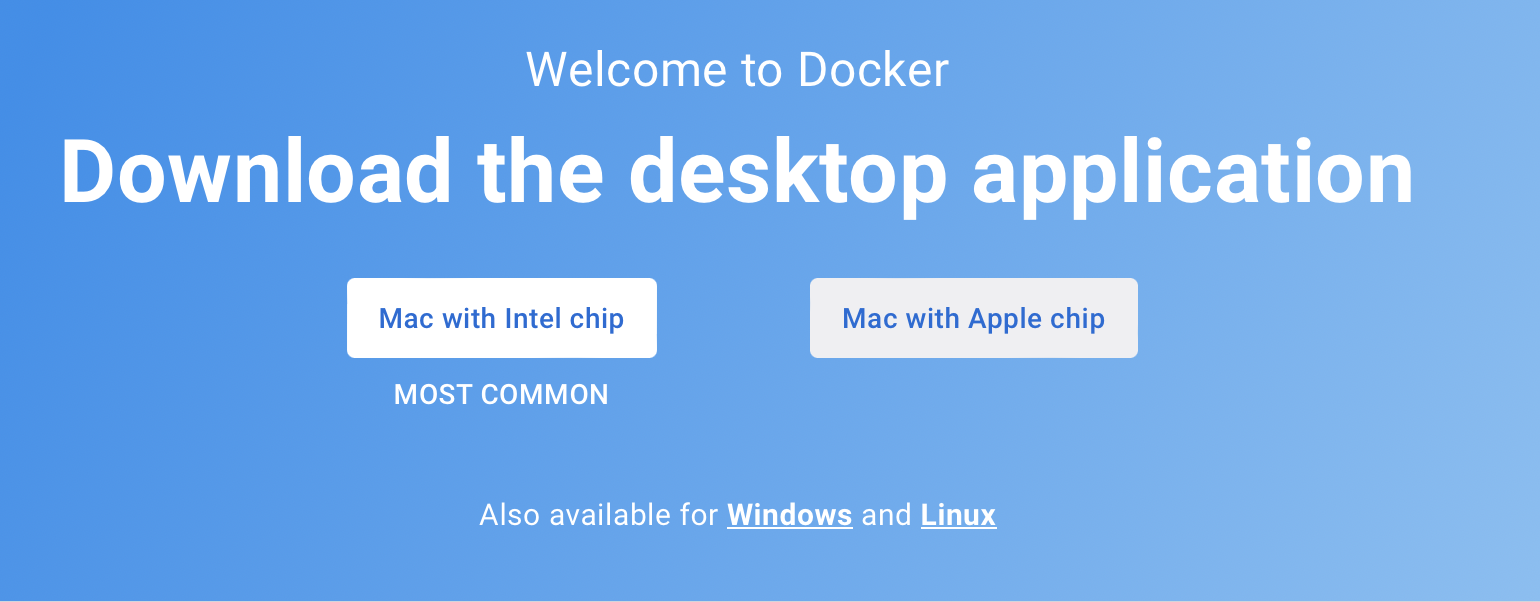 Welcome to Docker
Download the desktop application
Mac with Intel chip
Mac with Apple chip
MOST COMMON
Also available for Windows and Linux